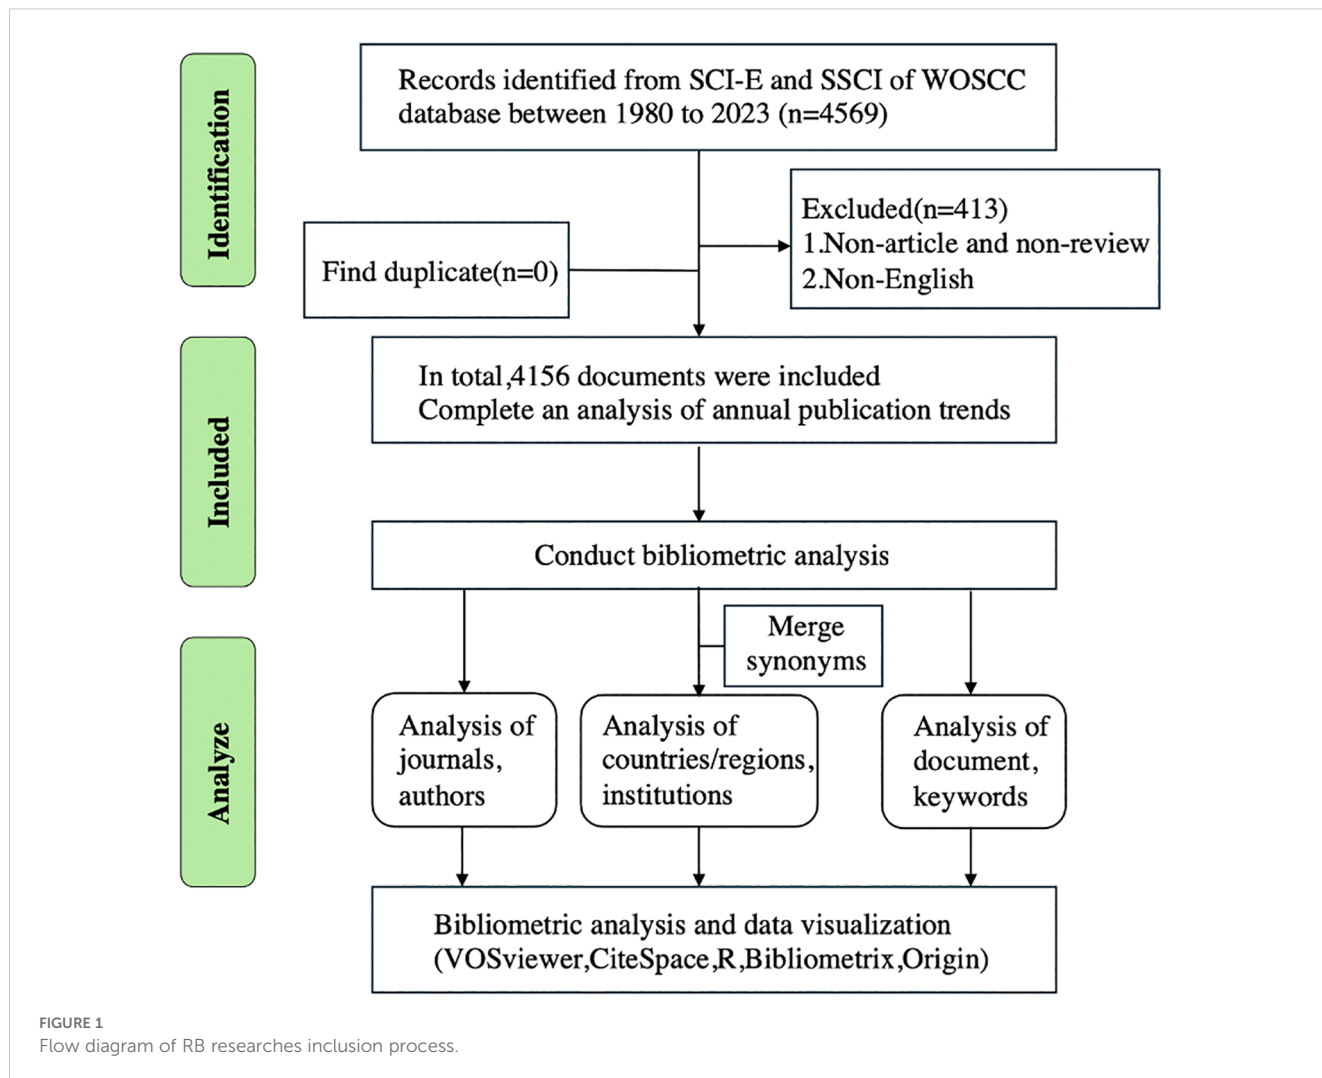 Identification
Records identified from SCI-E and SSCI of WOSCC
database between 1980 to 2023 (n=4569)
Excluded(n=413)
1.Non-article and non-review
2.Non-English
Find duplicate(n=0)
Included
In total,4156 documents were included
Complete an analysis of annual publication trends
Conduct bibliometric analysis
Merge
synonyms
Analyze
Analysis of
journals,
authors
Analysis of
countries/regions,
institutions
Analysis of
document,
keywords
Bibliometric analysis and data visualization
(VOSviewer,CiteSpace,R,Bibliometrix,Origin)
FIGURE 1
Flow diagram of RB researches inclusion process.